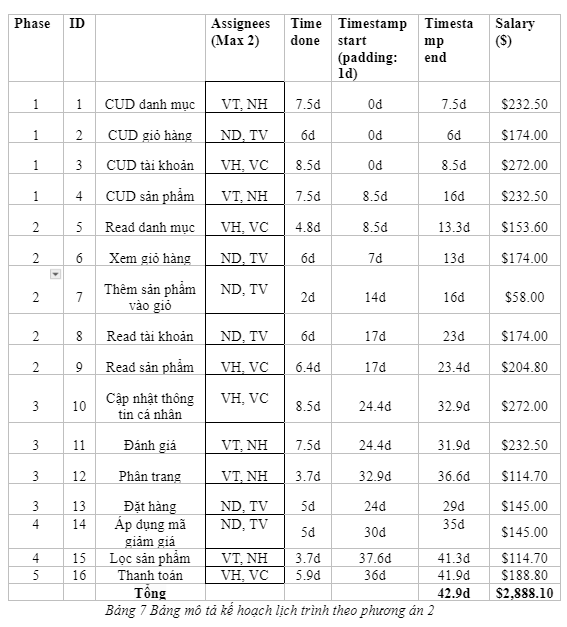 Phase ID Assignees (Max 2) Time done Timestamp start (padding: 1d) Timesta mp end Salary ($)
1 1 CUD danh mục VT, NH 7.5d 0d 7.5d $232.50
1 2 CUD giỏ hàng ND, TV 6d 0d 6d $174.00
1 3 CUD tài khoản VH, VC 8.5d 0d 8.5d $272.00
1 4 CUD sản phẩm VT, NH 7.5d 8.5d 16d $232.50
2 5 Read danh mục VH, VC 4.8d 8.5d 13.3d $153.60
2 6 Xem giỏ hàng ND, TV 6d 7d 13d $174.00
2 7 Thêm sản phẩm vào giỏ ND, TV 2d 14d 16d $58.00
2 8 Read tài khoản ND, TV 6d 17d 23d $174.00
2 9 Read sản phẩm VH, VC 6.4d 17d 23.4d $204.80
3 10 Cập nhật thông tin cá nhân VH, VC 8.5d 24.4d 32.9d $272.00
3 11 Đánh giá VT, NH 7.5d 24.4d 31.9d $232.50
3 12 Phân trang VT, NH 3.7d 32.9d 36.6d $114.70
3 13 Đặt hàng ND, TV 5d 24d 29d $145.00
4 14 Áp dụng mã giảm giá ND, TV 5d 30d 35d $145.00
4 15 Lọc sản phẩm VT, NH 3.7d 37.6d 41.3d $114.70
5 16 Thanh toán VH, VC 5.9d 36d 41.9d $188.80
Tổng 42.9d $2,888.10
Bảng 7 Bảng mô tả kế hoạch lịch trình theo phương án 2